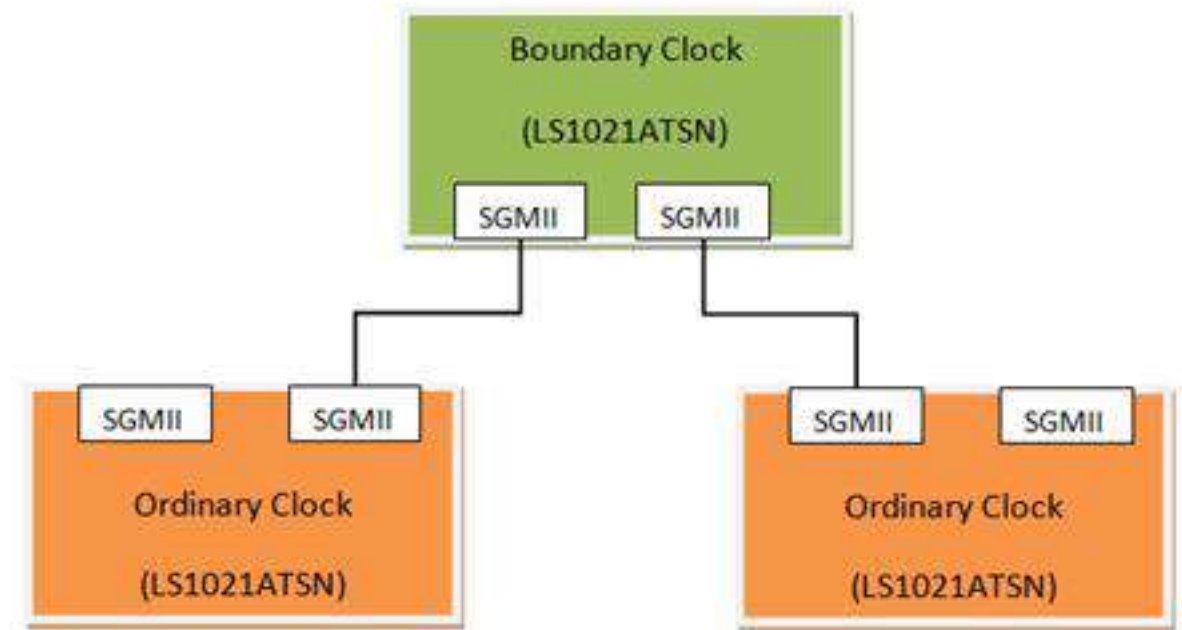 Boundary Clock
(LS1021ATSN)
SGMII
SGMII
SGMII
SGMII
Ordinary Clock
(LS1021ATSN)
SGMII
SGMII
Ordinary Clock
(LS1021ATSN)